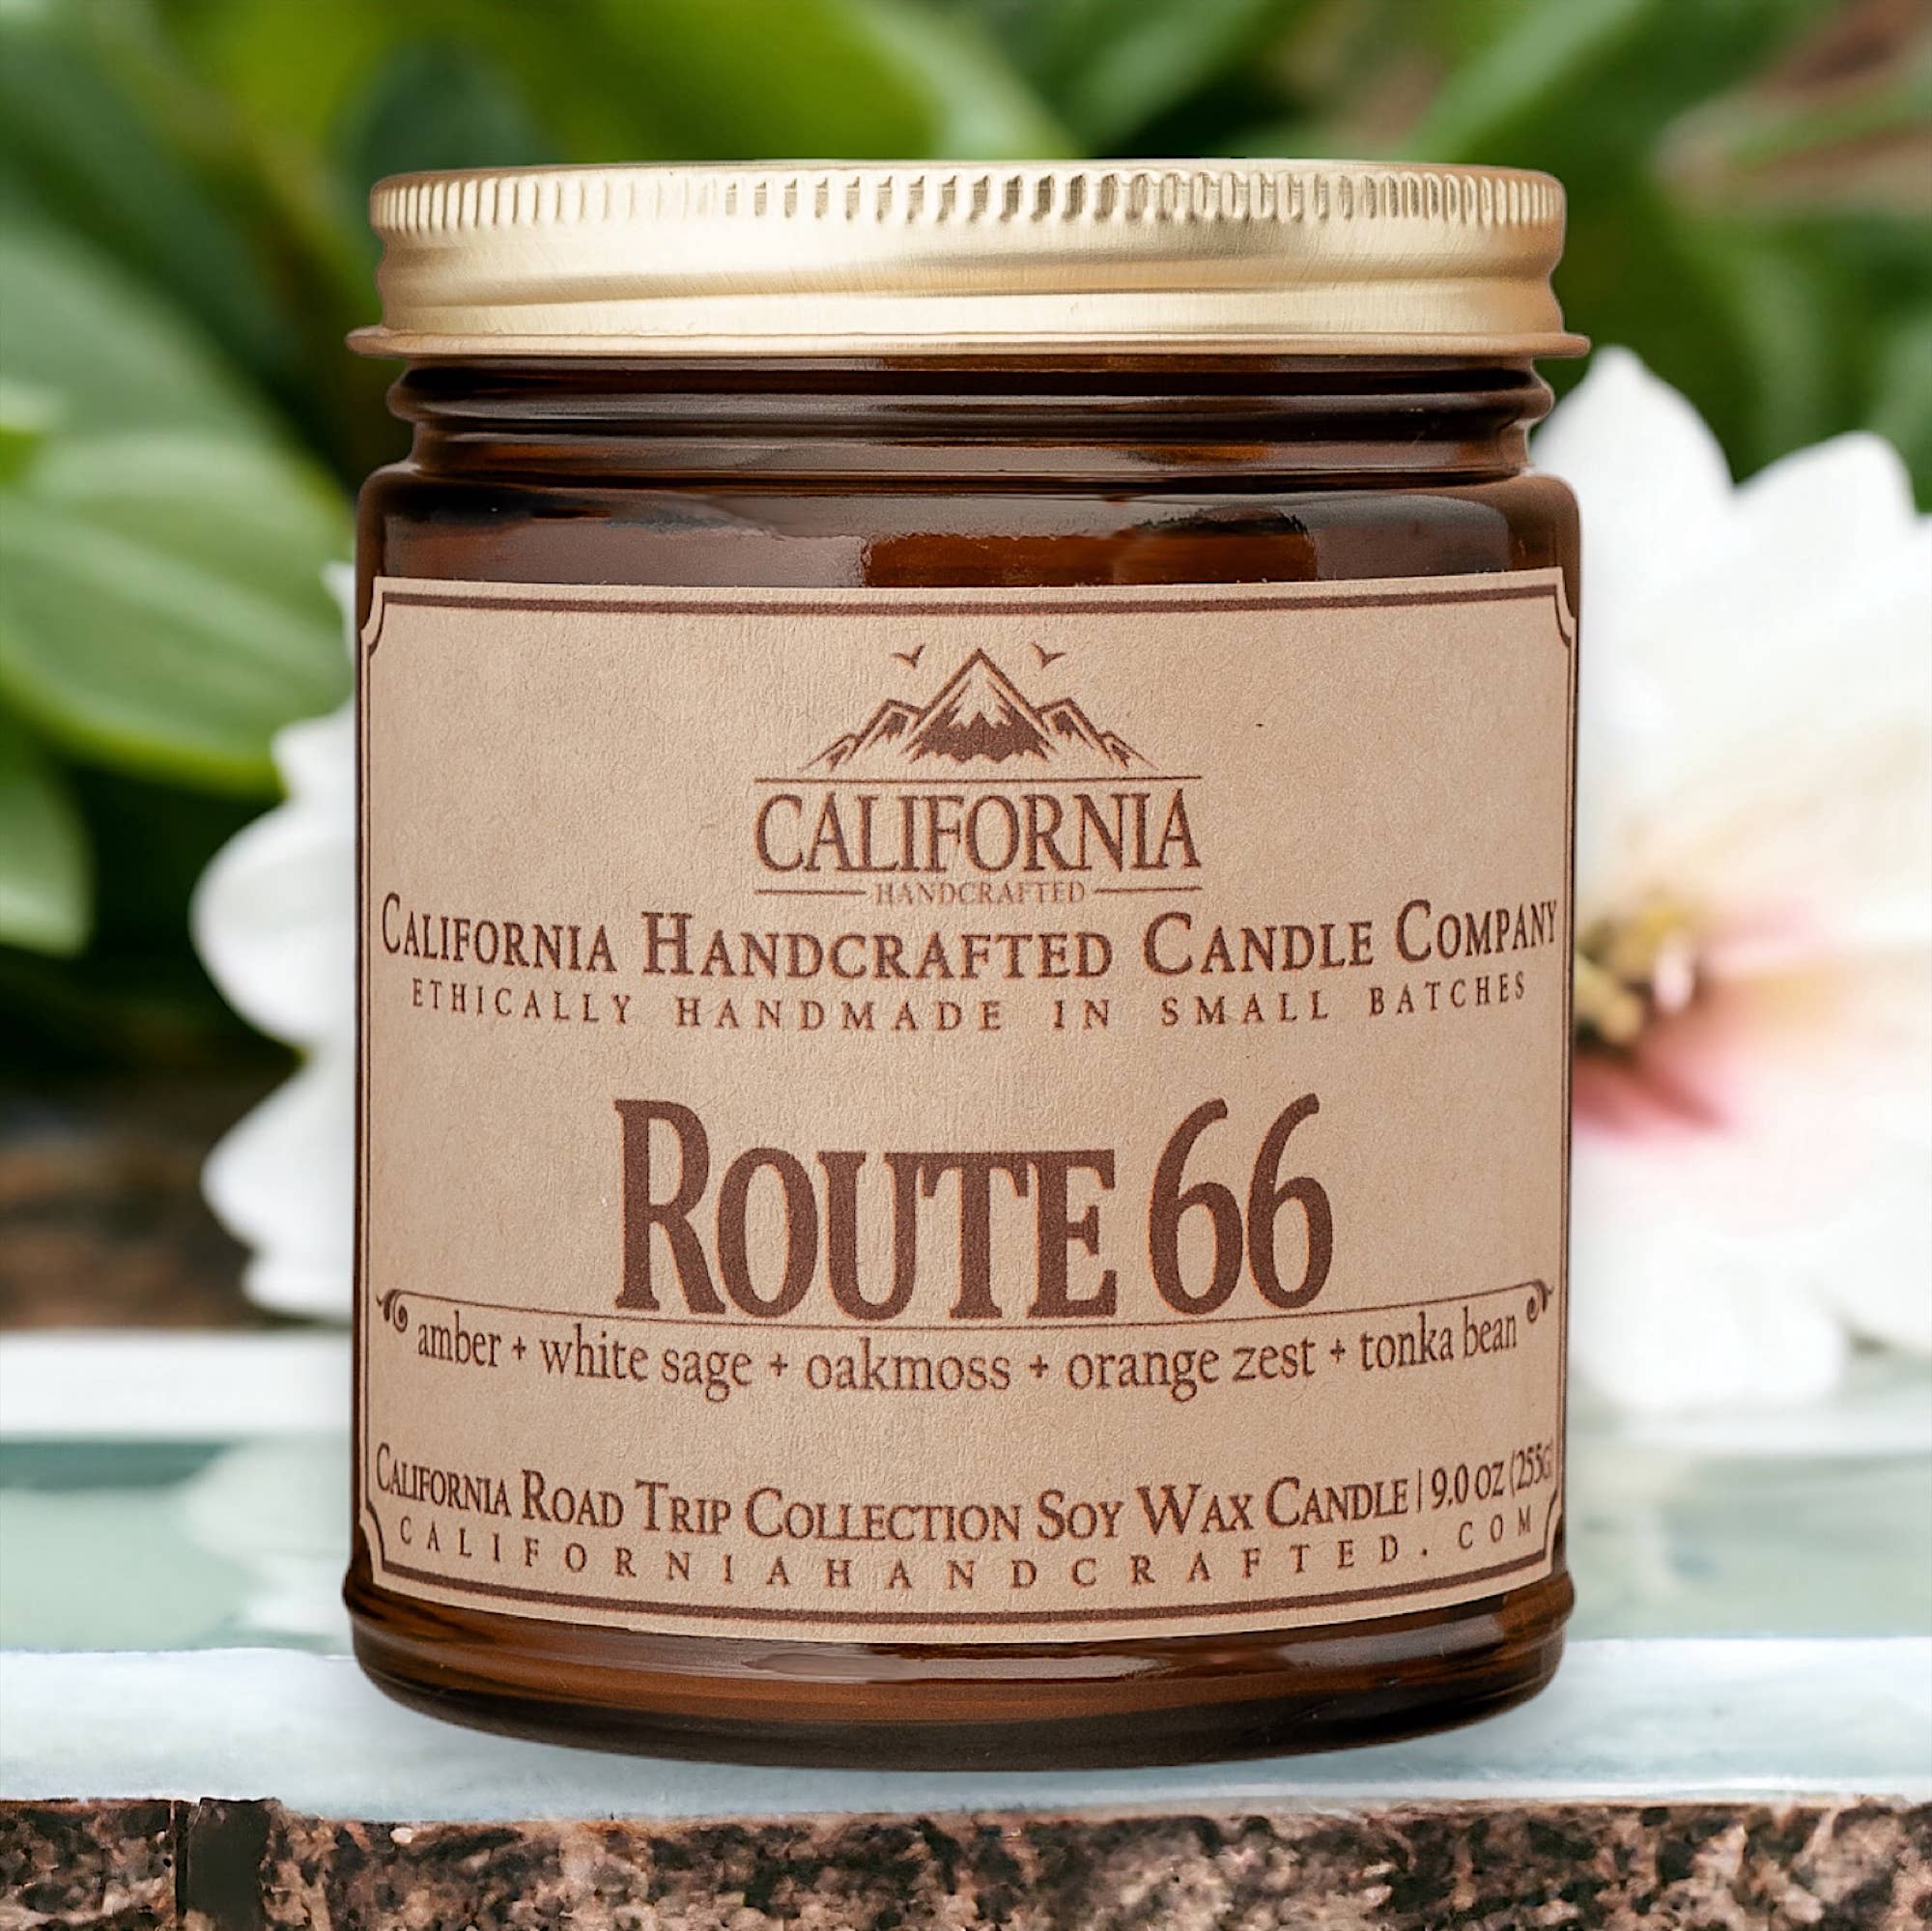 CALIFORNIA
HANDCRAFTED
CALIFORNIA HANDCRAFTED CANDLE COMPANY
ETHICALLY HANDMADE IN SMALL BATCHES
ROUTE 66
amber + white sage + oakmoss + orange zest + tonka bean
CALIFORNIA ROAD TRIP COLLECTION SOY WAX CANDLE | 9.0 OZ (255G)
CALIFORNIAHANDCRAFTED.COM